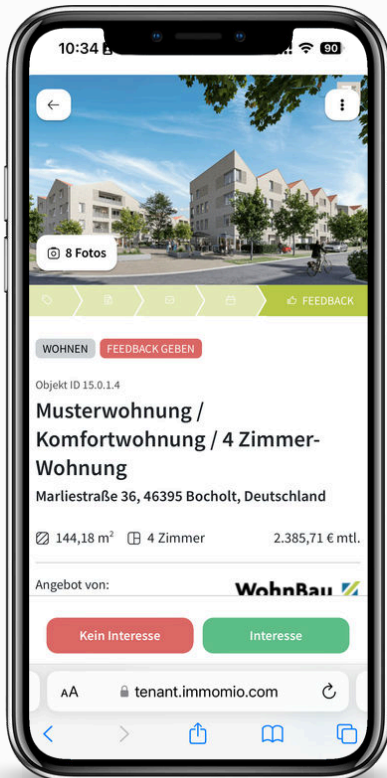 10:34
90
8 Fotos
FEEDBACK
WOHNEN
FEEDBACK GEBEN
Objekt ID 15.0.1.4
Musterwohnung /
Komfortwohnung / 4 Zimmer-
Wohnung
Marliestraße 36, 46395 Bocholt, Deutschland
144,18 m²
4 Zimmer
2.385,71 € mtl.
Angebot von:
WohnBau
Kein Interesse
Interesse
AA
tenant.immomio.com